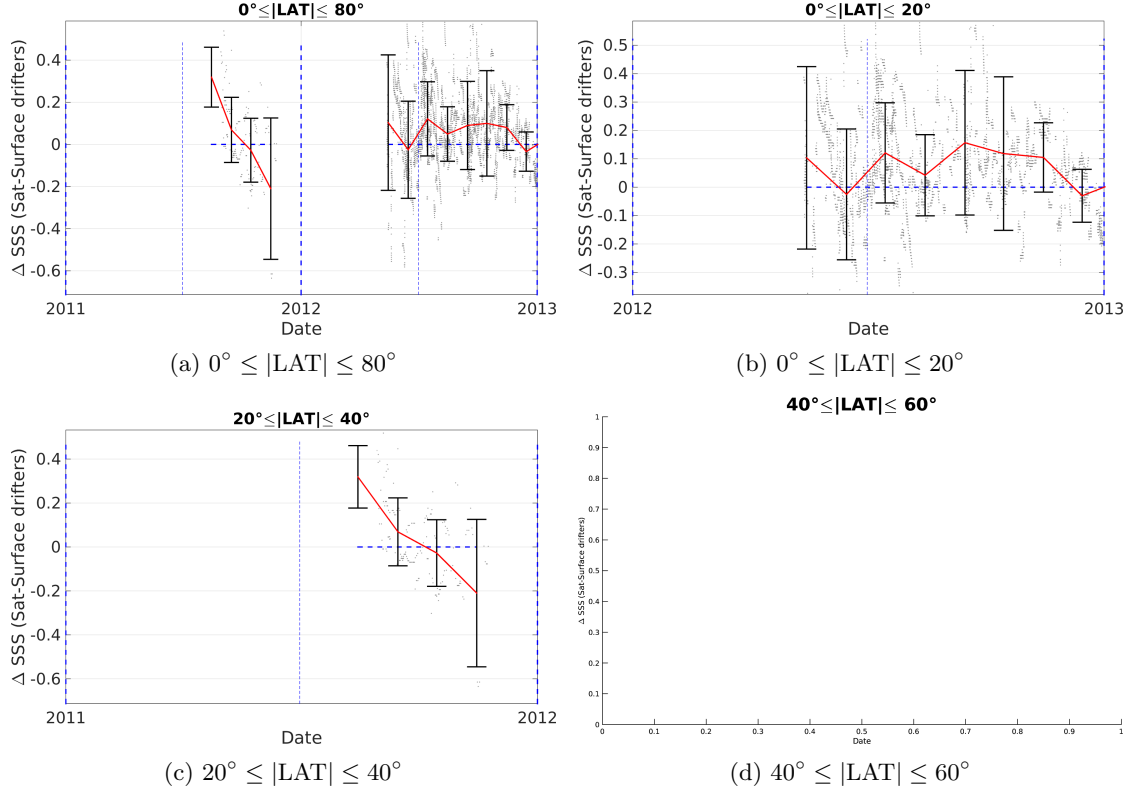 0°≤|LAT|≤ 80°
Δ SSS (Sat-Surface drifters)
0.4
0.2
0
-0.2
-0.4
-0.6
2011
2012
2013
Date
(a) 0° ≤ |LAT| ≤ 80°
0°≤|LAT|≤ 20°
Δ SSS (Sat-Surface drifters)
0.5
0.4
0.3
0.2
0.1
0
-0.1
-0.2
-0.3
2012
2013
Date
(b) 0° ≤ |LAT| ≤ 20°
20°≤|LAT|≤ 40°
Δ SSS (Sat-Surface drifters)
0.4
0.2
0
-0.2
-0.4
-0.6
2011
2012
Date
(c) 20° ≤ |LAT| ≤ 40°
40°≤|LAT|≤ 60°
Δ SSS (Sat-Surface drifters)
1
0.9
0.8
0.7
0.6
0.5
0.4
0.3
0.2
0.1
0
0 0.1 0.2 0.3 0.4 0.5 0.6 0.7 0.8 0.9 1
Date
(d) 40° ≤ |LAT| ≤ 60°